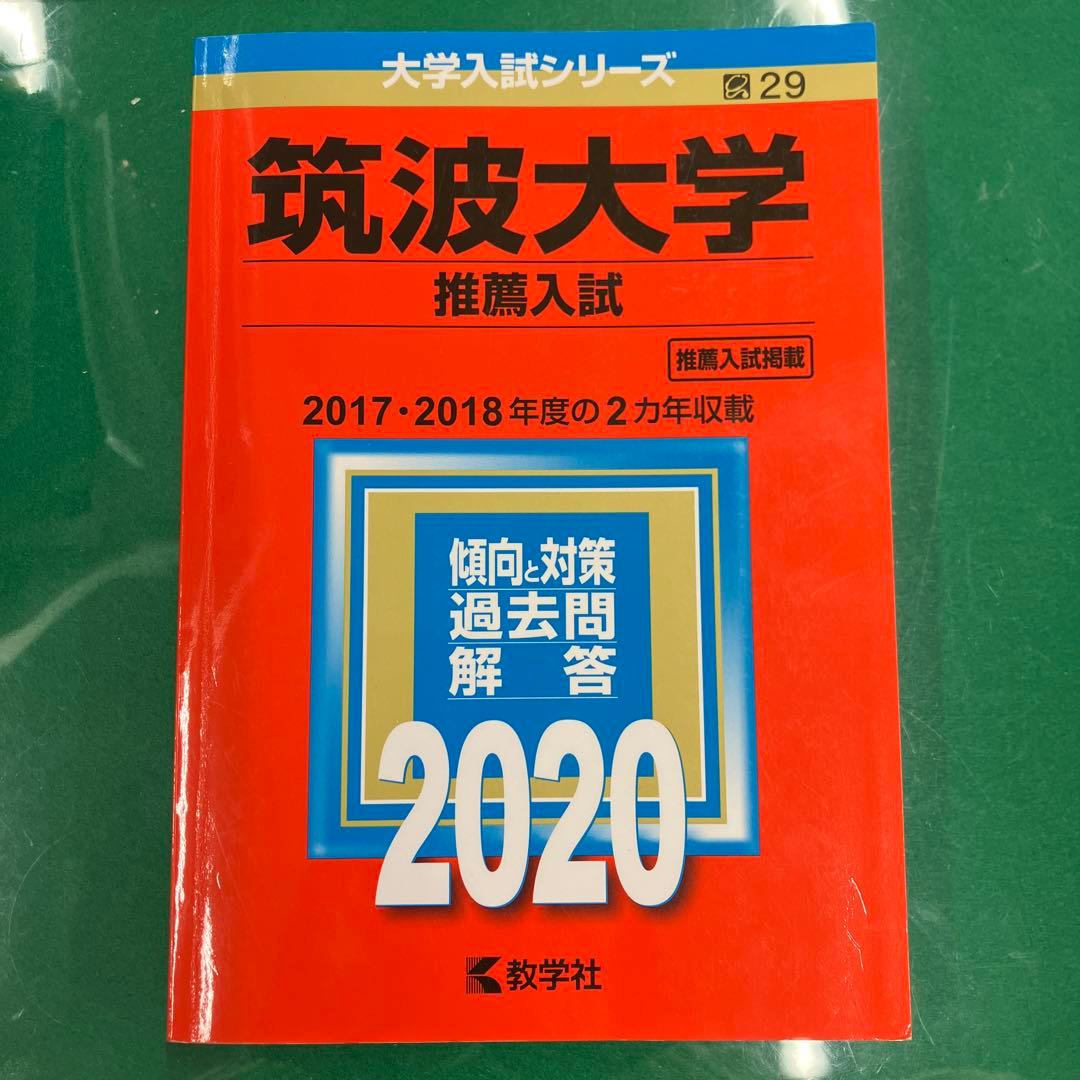 大学入試シリーズ
29
筑波大学
推薦入試
推薦入試掲載
2017・2018年度の2カ年収載
傾向と対策
過去問
解答
2020
教学社